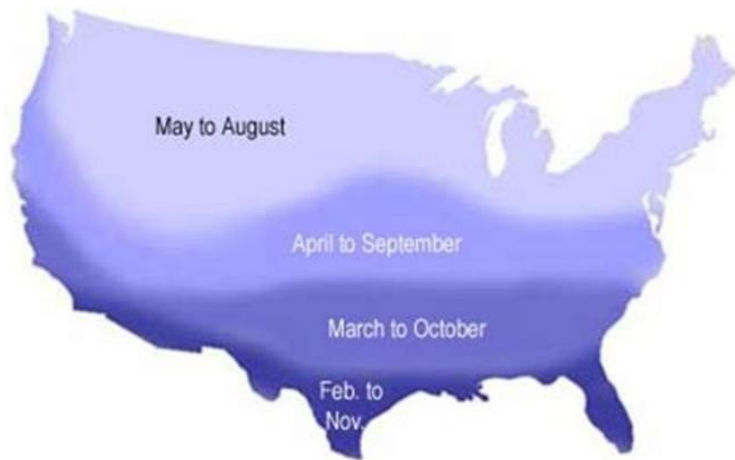 May to August
April to September
March to October
Feb. to
Nov.